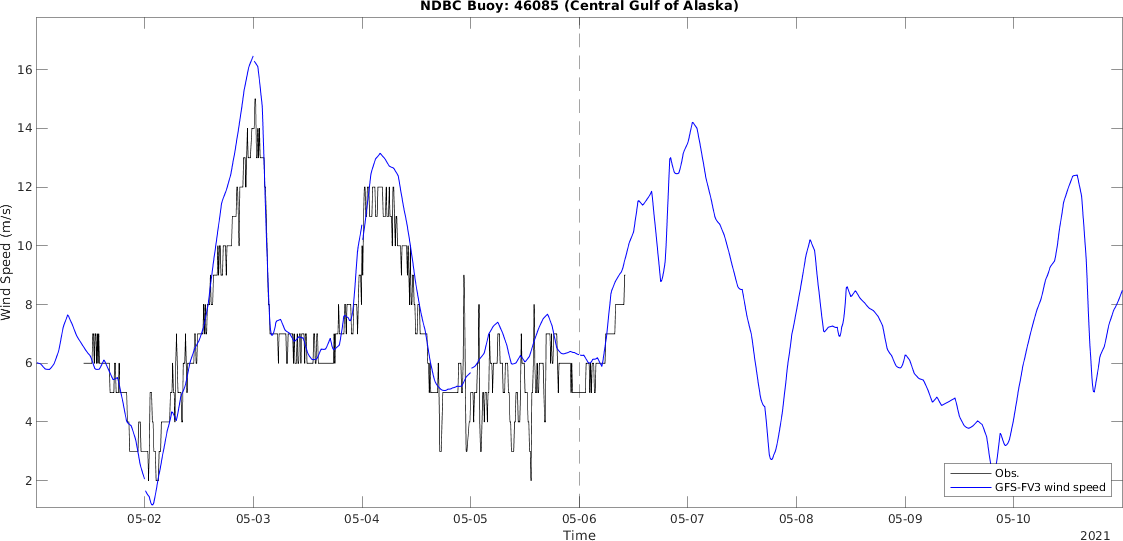 NDBC Buoy: 46085 (Central Gulf of Alaska)
Wind Speed (m/s)
16
14
12
10
8
6
4
2
05-02 05-03 05-04 05-05 05-06 05-07 05-08 05-09 05-10
Time
2021
Obs.
GFS-FV3 wind speed